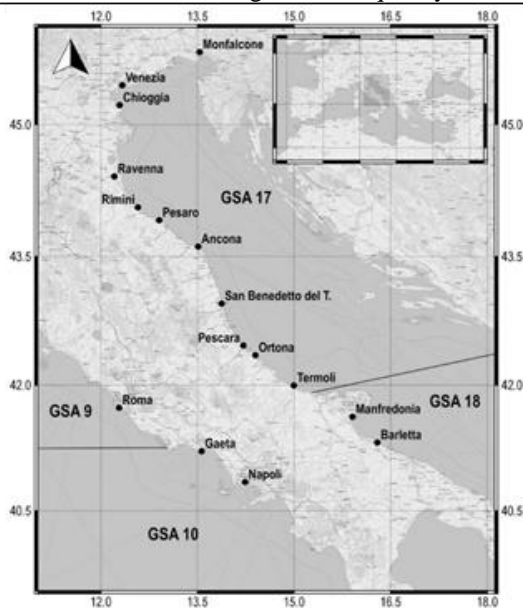 12.0 13.5 15.0 16.5 18.0
Monfalcone
Venezia
Chioggia
45.0 45.0
Ravenna
GSA 17
Rimini
Pesaro
Ancona
43.5 43.5
San Benedetto del T.
Pescara
Ortona
Termoli
42.0 42.0
Roma
Manfredonia
GSA 18
GSA 9
Barletta
Gaeta
Napoli
40.5 40.5
GSA 10
12.0 13.5 15.0 16.5 18.0